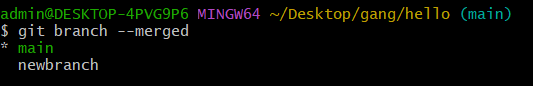 admin@DESKTOP-4PVG9P6 MINGW64 ~/Desktop/gang/hello (main)
$ git branch --merged
* main
  newbranch